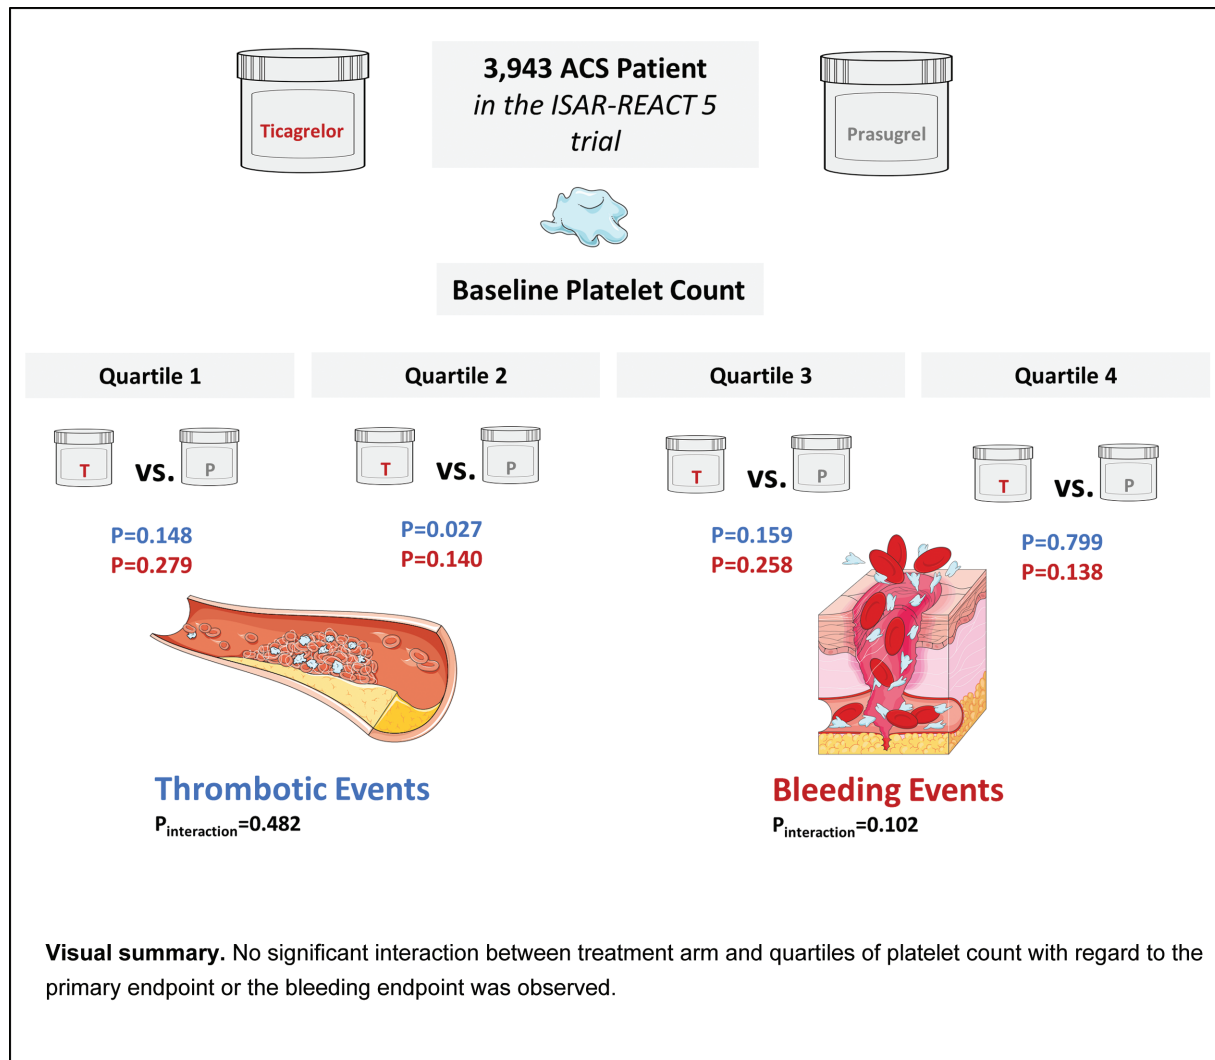 Ticagrelor
3,943 ACS Patient
in the ISAR-REACT 5
trial
Prasugrel
Baseline Platelet Count
Quartile 1
Quartile 2
Quartile 3
Quartile 4
T vs. P
T vs. P
T vs. P
T vs. P
P=0.148
P=0.279
P=0.027
P=0.140
P=0.159
P=0.258
P=0.799
P=0.138
Thrombotic Events
Pinteraction=0.482
Bleeding Events
Pinteraction=0.102
Visual summary. No significant interaction between treatment arm and quartiles of platelet count with regard to the
primary endpoint or the bleeding endpoint was observed.